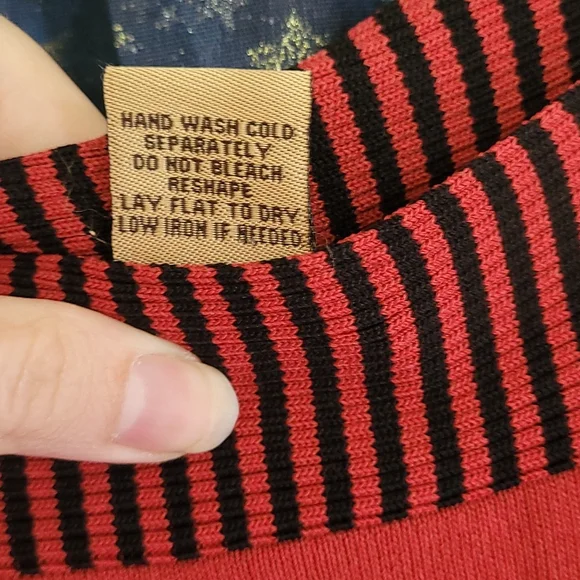 HAND WASH COLD
SEPARATELY
DO NOT BLEACH
RESHAPE
LAY FLAT TO DRY
LOW IRON IF NEEDED